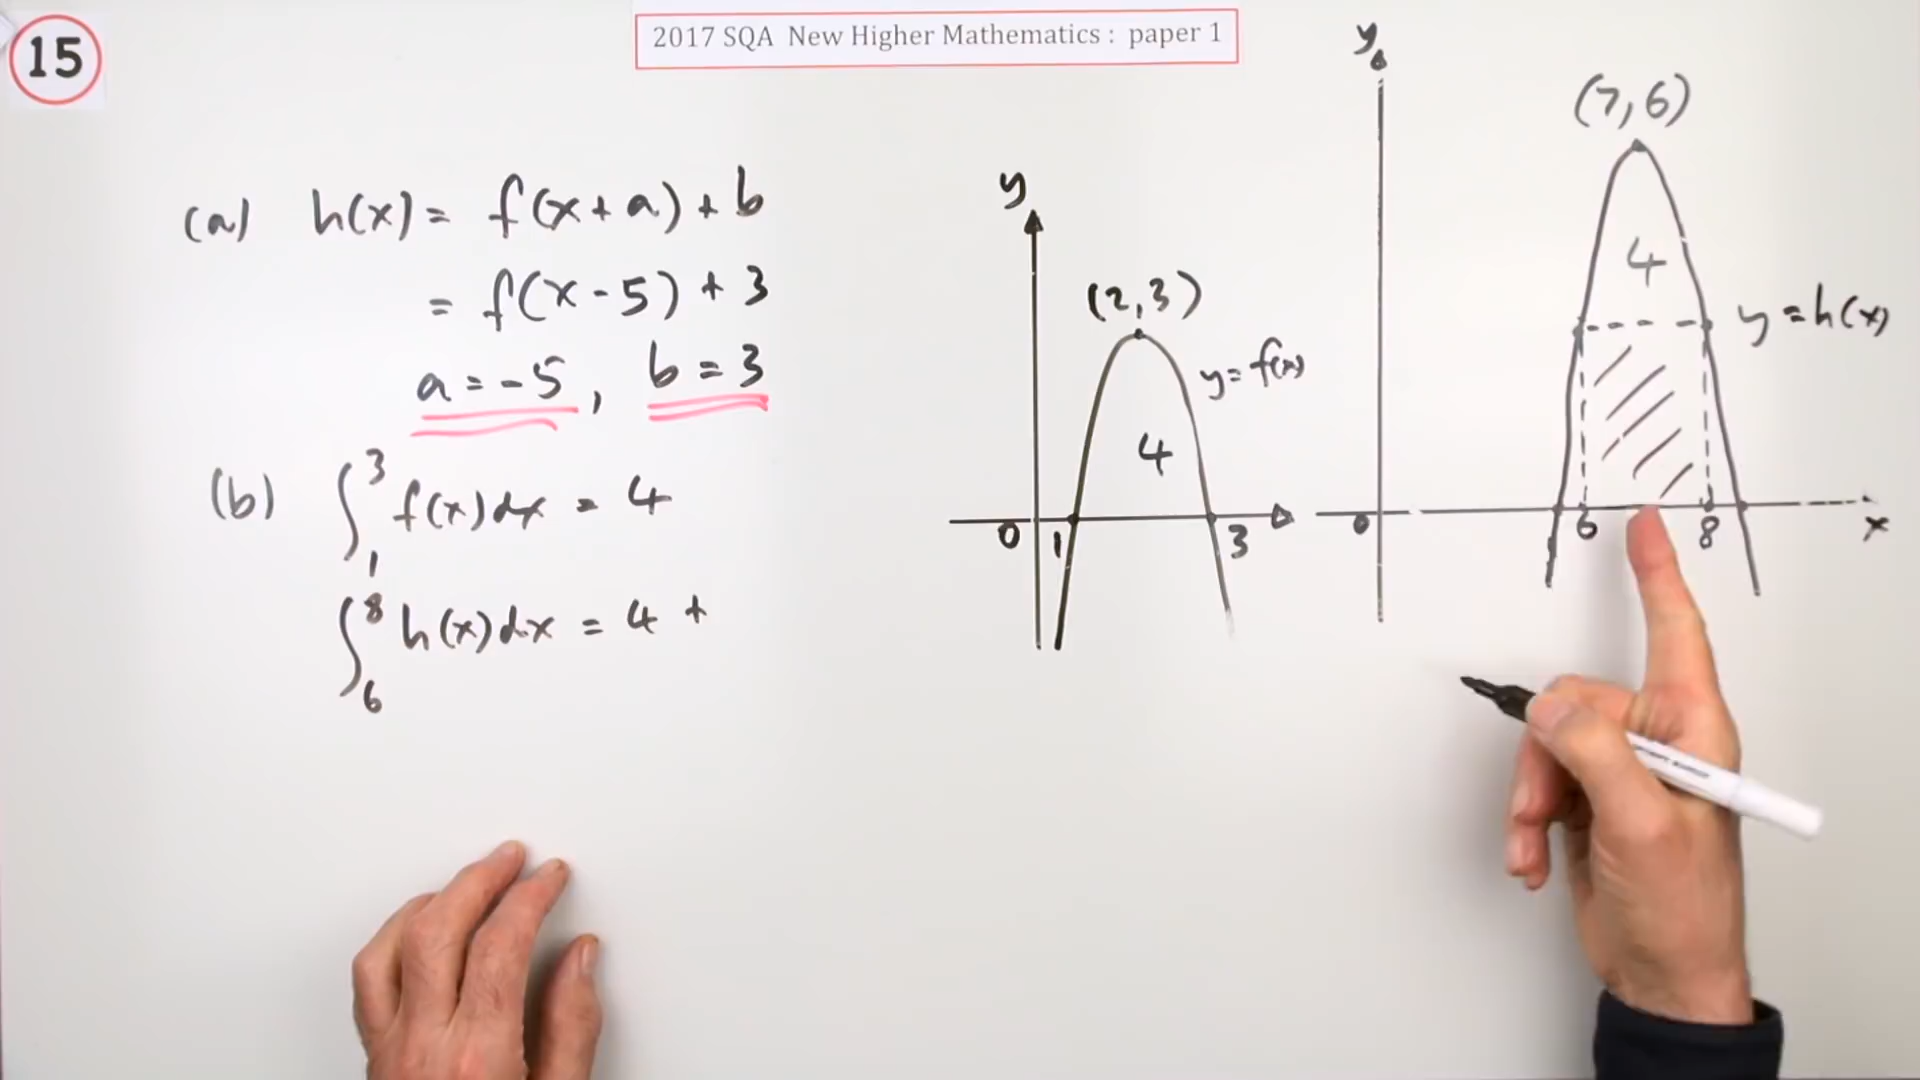 15
2017 SQA New Higher Mathematics : paper 1
(a) h(x) = f(x + a) + b
= f(x - 5) + 3
a = -5 , b = 3
(b) ∫₁³ f(x)dx = 4
∫₆⁸ h(x)dx = 4 +
y
(2,3)
y = f(x)
4
0 1 3
y
(7,6)
4
y = h(x)
0 6 8 x